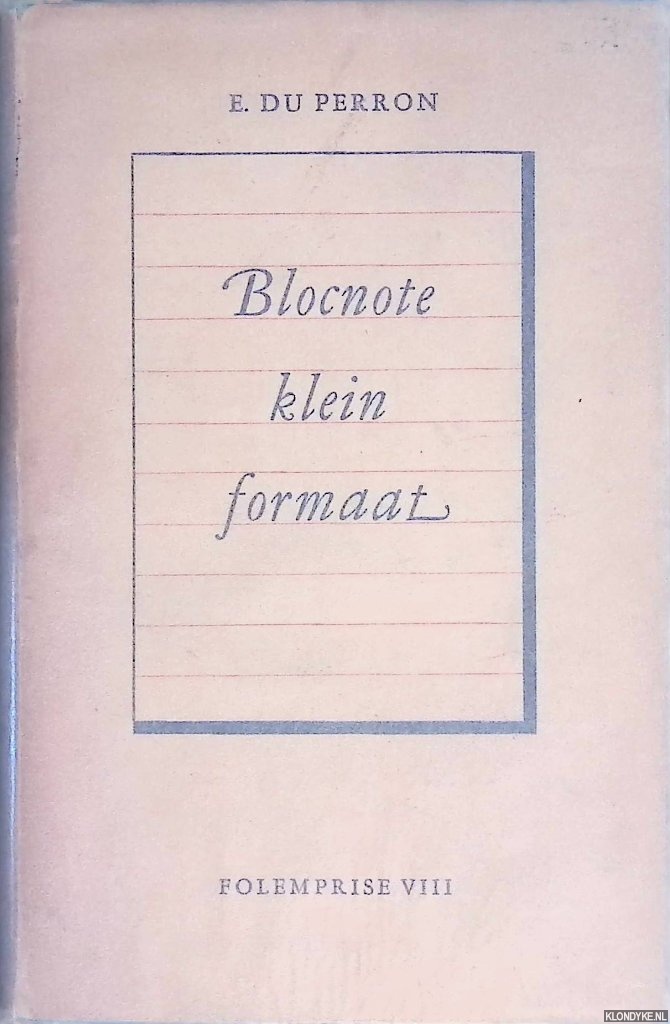 E. DU PERRON
Blocnote
klein
formaat
FOLEMPRISE VIII
KLONDYKE.NL